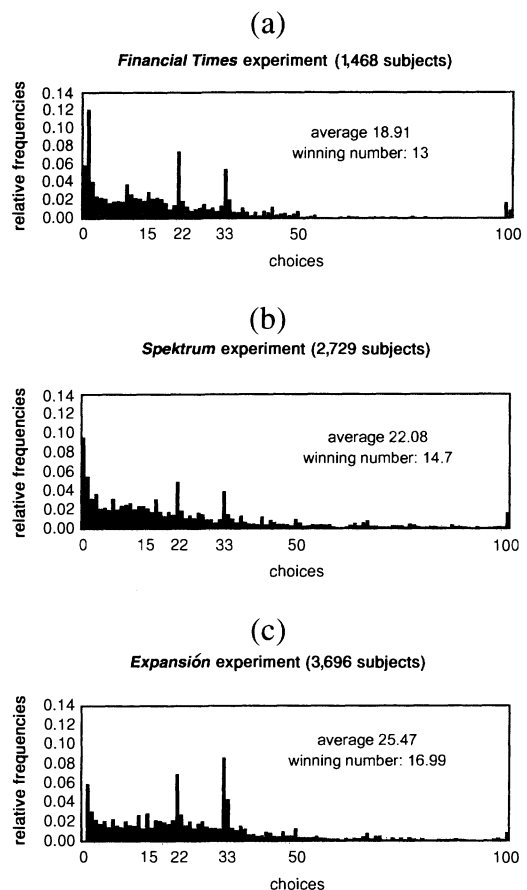 (a)
Financial Times experiment (1,468 subjects)
relative frequencies
0.14
0.12
0.10
0.08
0.06
0.04
0.02
0.00
average 18.91
winning number: 13
0 15 22 33 50 100
choices
(b)
Spektrum experiment (2,729 subjects)
relative frequencies
0.14
0.12
0.10
0.08
0.06
0.04
0.02
0.00
average 22.08
winning number: 14.7
0 15 22 33 50 100
choices
(c)
Expansión experiment (3,696 subjects)
relative frequencies
0.14
0.12
0.10
0.08
0.06
0.04
0.02
0.00
average 25.47
winning number: 16.99
0 15 22 33 50 100
choices